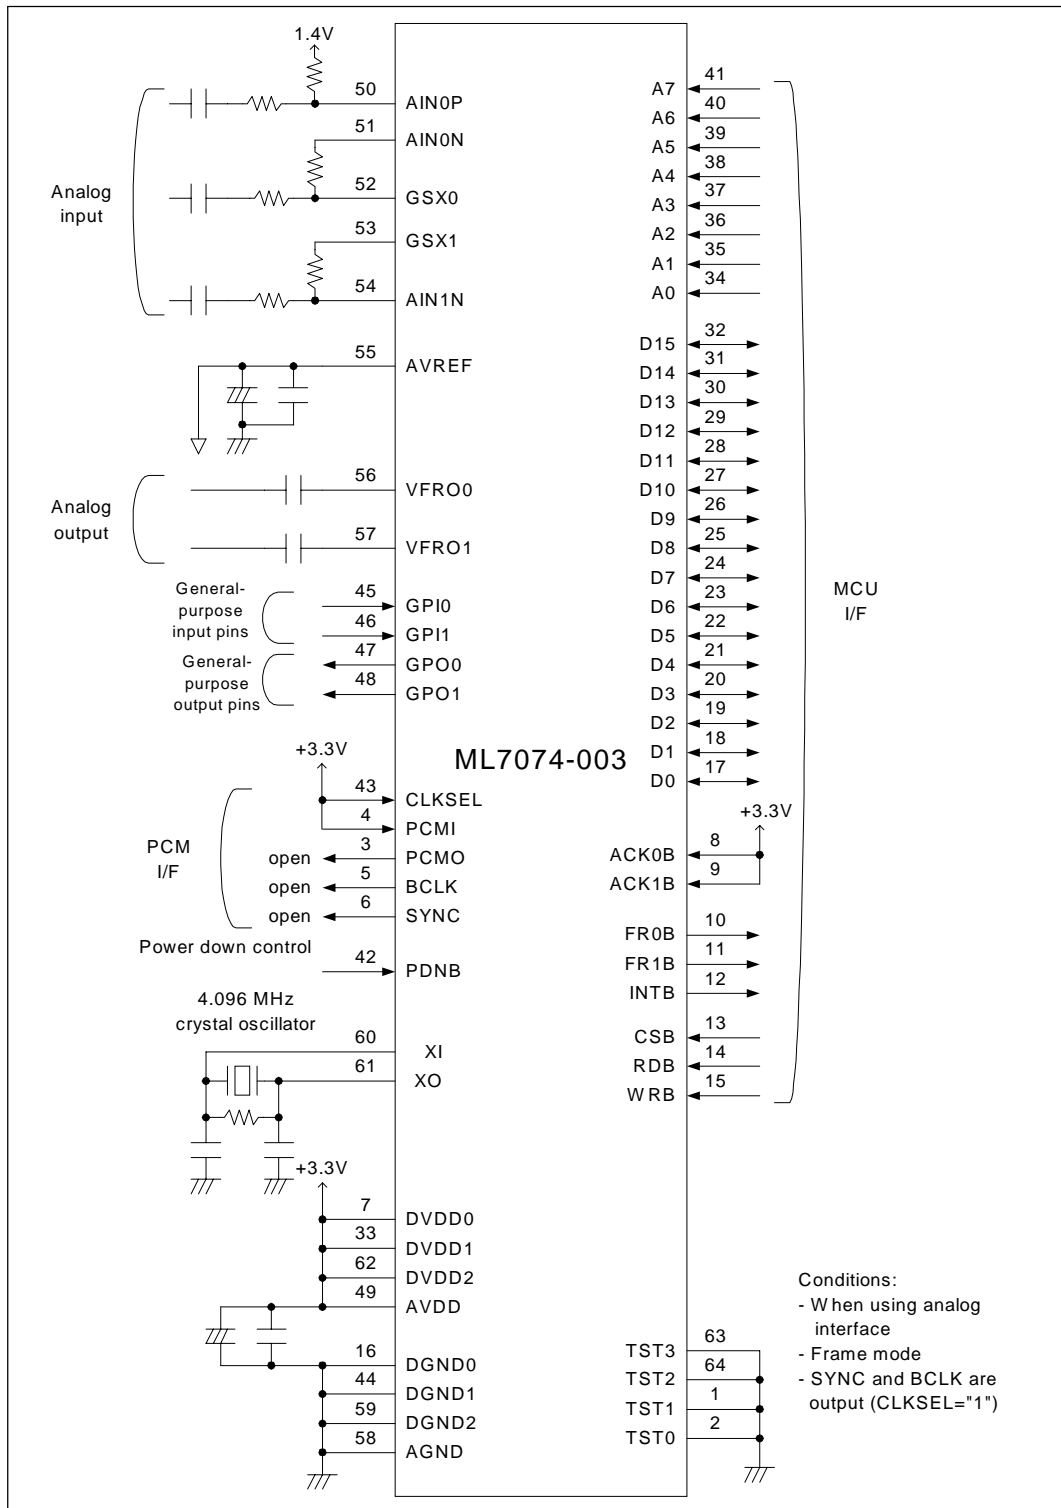 1.4V
50 AIN0P
51 AIN0N
52 GSX0
53 GSX1
54 AIN1N
Analog
input
55 AVREF
56 VFRO0
57 VFRO1
Analog
output
45 GPI0
46 GPI1
General-
purpose
input pins
47 GPO0
48 GPO1
General-
purpose
output pins
ML7074-003
+3.3V
43 CLKSEL
4 PCMI
open 3 PCMO
open 5 BCLK
open 6 SYNC
PCM
I/F
Power down control
42 PDNB
4.096 MHz
crystal oscillator
60 XI
61 XO
+3.3V
7 DVDD0
33 DVDD1
62 DVDD2
49 AVDD
16 DGND0
44 DGND1
59 DGND2
58 AGND
A7 41
A6 40
A5 39
A4 38
A3 37
A2 36
A1 35
A0 34
D15 32
D14 31
D13 30
D12 29
D11 28
D10 27
D9 26
D8 25
D7 24
D6 23
D5 22
D4 21
D3 20
D2 19
D1 18
D0 17
MCU
I/F
+3.3V
ACK0B 8
ACK1B 9
FR0B 10
FR1B 11
INTB 12
CSB 13
RDB 14
WRB 15
TST3 63
TST2 64
TST1 1
TST0 2
Conditions:
- When using analog
interface
- Frame mode
- SYNC and BCLK are
output (CLKSEL="1")